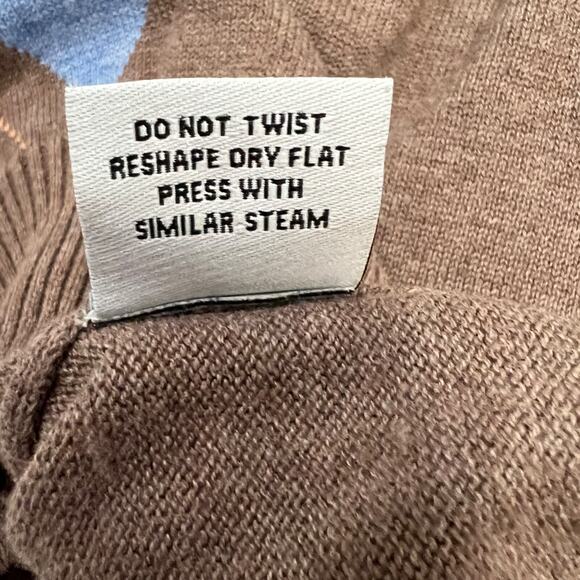 DO NOT TWIST
RESHAPE DRY FLAT
PRESS WITH
SIMILAR STEAM